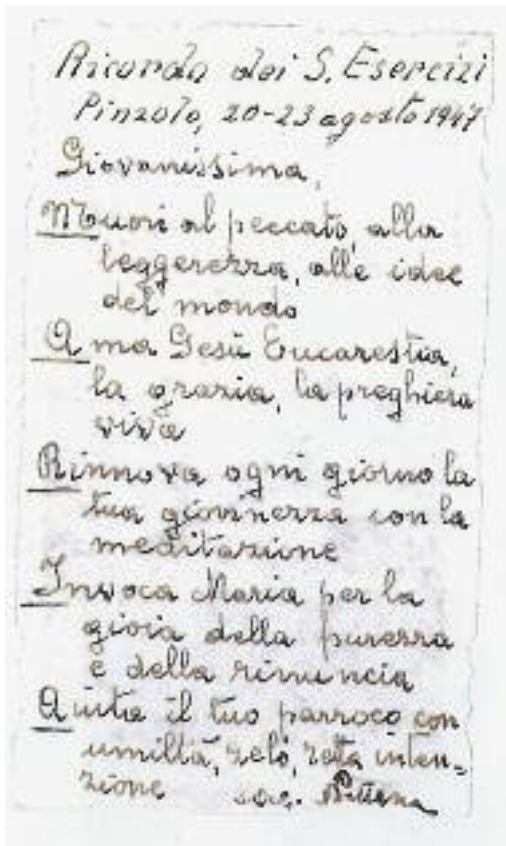 Ricordo dei S. Esercizi
Pinzolo, 20-23 agosto 1947
Giovanissima,
Muori al peccato, alla
leggerezza, alle idee
del mondo
Ama Gesù Eucarestia,
la grazia, la preghiera
viva
Rinnova ogni giorno la
tua giovinezza con la
meditazione
Invoca Maria per la
gioia della purezza
e della rinuncia
Aiuta il tuo parroco con
umiltà, zelo, retta inten=
zione sac.